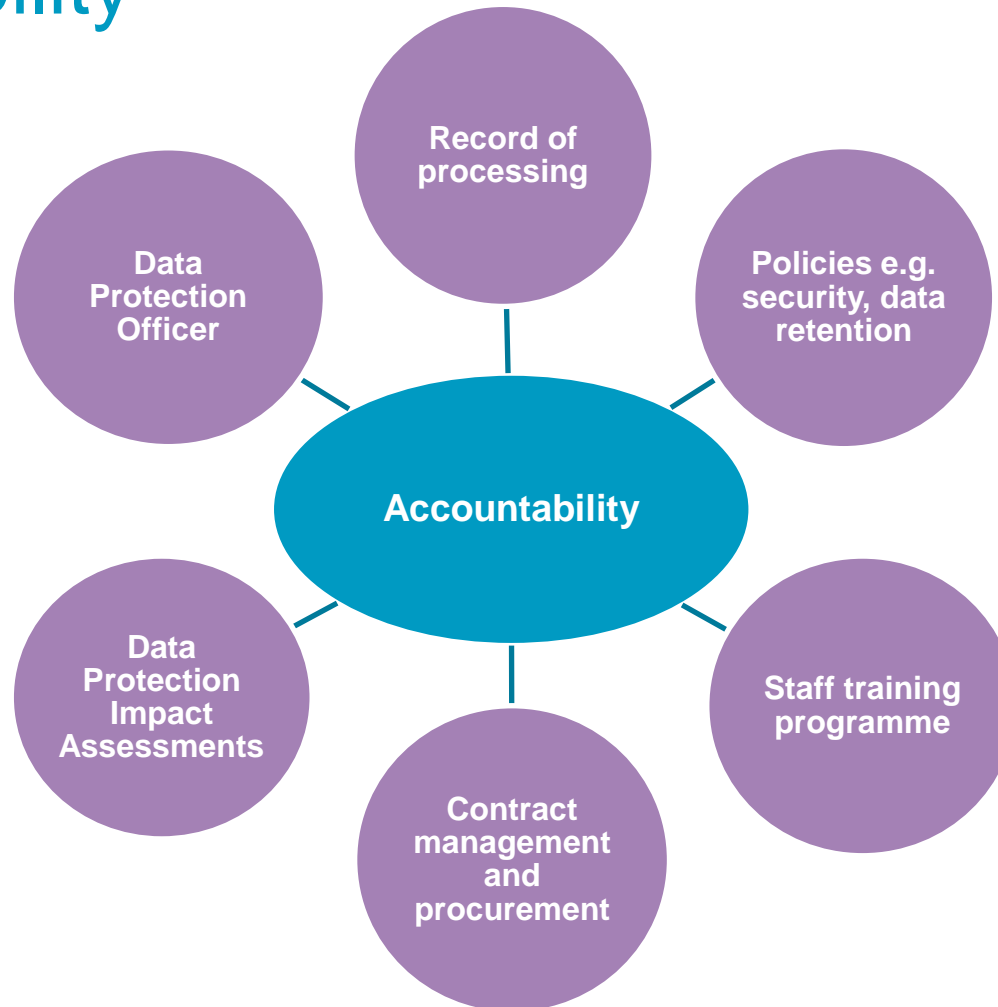 Record of
processing
Data
Protection
Officer
Policies e.g.
security, data
retention
Accountability
Data
Protection
Impact
Assessments
Staff training
programme
Contract
management
and
procurement